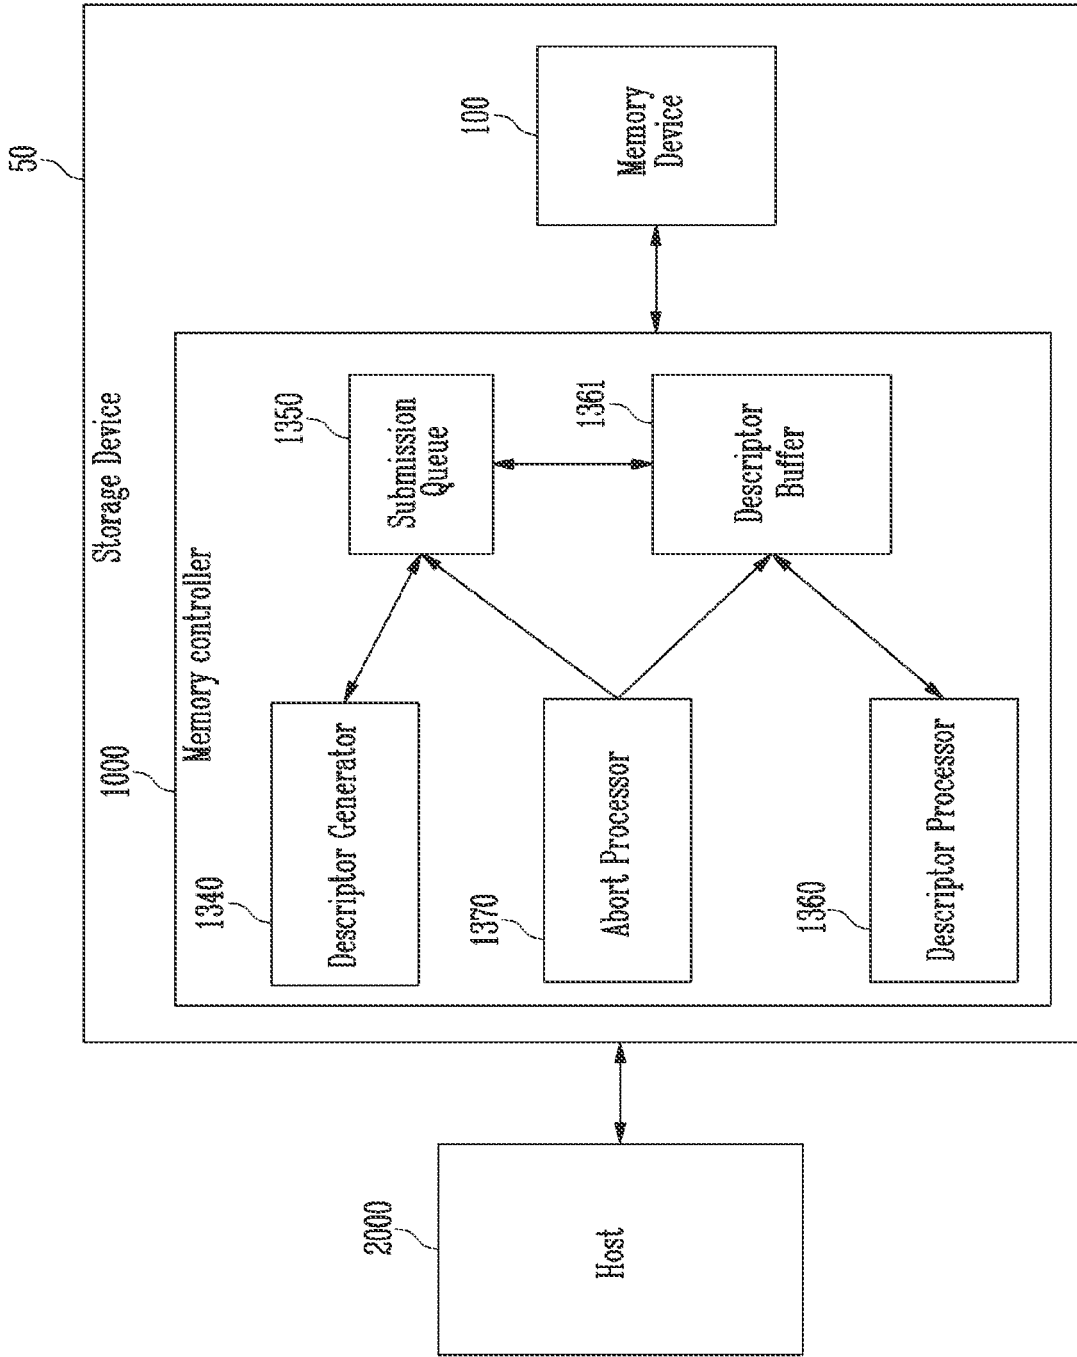 50
Storage Device
1000
Memory controller
2000
Host
1340
Descriptor Generator
1350
Submission
Queue
1370
Abort Processor
1360
Descriptor Processor
1361
Descriptor
Buffer
100
Memory
Device